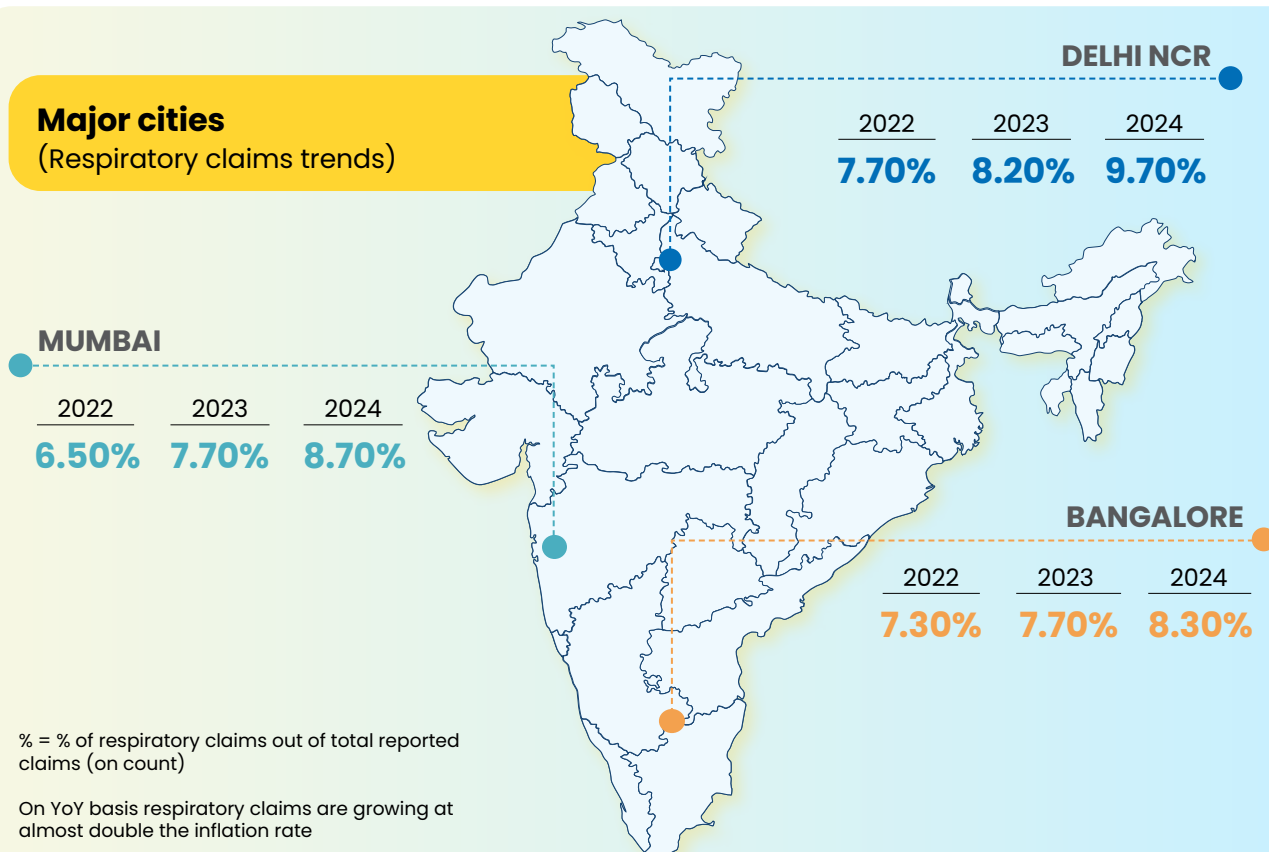 Major cities
(Respiratory claims trends)
DELHI NCR
2022 2023 2024
7.70% 8.20% 9.70%
MUMBAI
2022 2023 2024
6.50% 7.70% 8.70%
BANGALORE
2022 2023 2024
7.30% 7.70% 8.30%
% = % of respiratory claims out of total reported
claims (on count)
On YoY basis respiratory claims are growing at
almost double the inflation rate